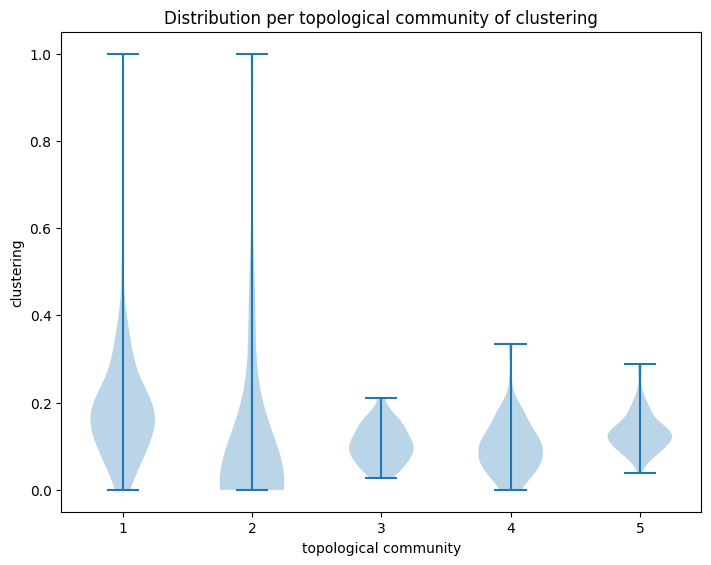 Distribution per topological community of clustering
1.0
0.8
0.6
0.4
0.2
0.0
clustering
1 2 3 4 5
topological community